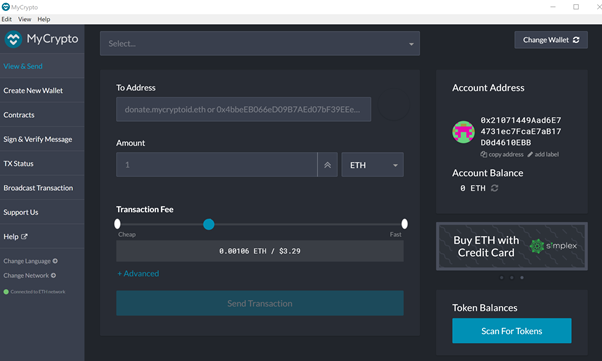 MyCrypto
Edit View Help
MyCrypto
View & Send
Create New Wallet
Contracts
Sign & Verify Message
TX Status
Broadcast Transaction
Support Us
Help
Change Language
Change Network
Connected to ETH network
Select...
Change Wallet
To Address
donate.mycryptoid.eth or 0x4bbeEB066eD09B7AEd07bF39EEe...
Amount
1
ETH
Transaction Fee
Cheap
Fast
0.00106 ETH / $3.29
+ Advanced
Send Transaction
Account Address
0x21071449Aad6E7
4731ec7FcaE7aB17
D0d4610EBB
copy address add label
Account Balance
0 ETH
Buy ETH with
Credit Card
simplex
Token Balances
Scan For Tokens